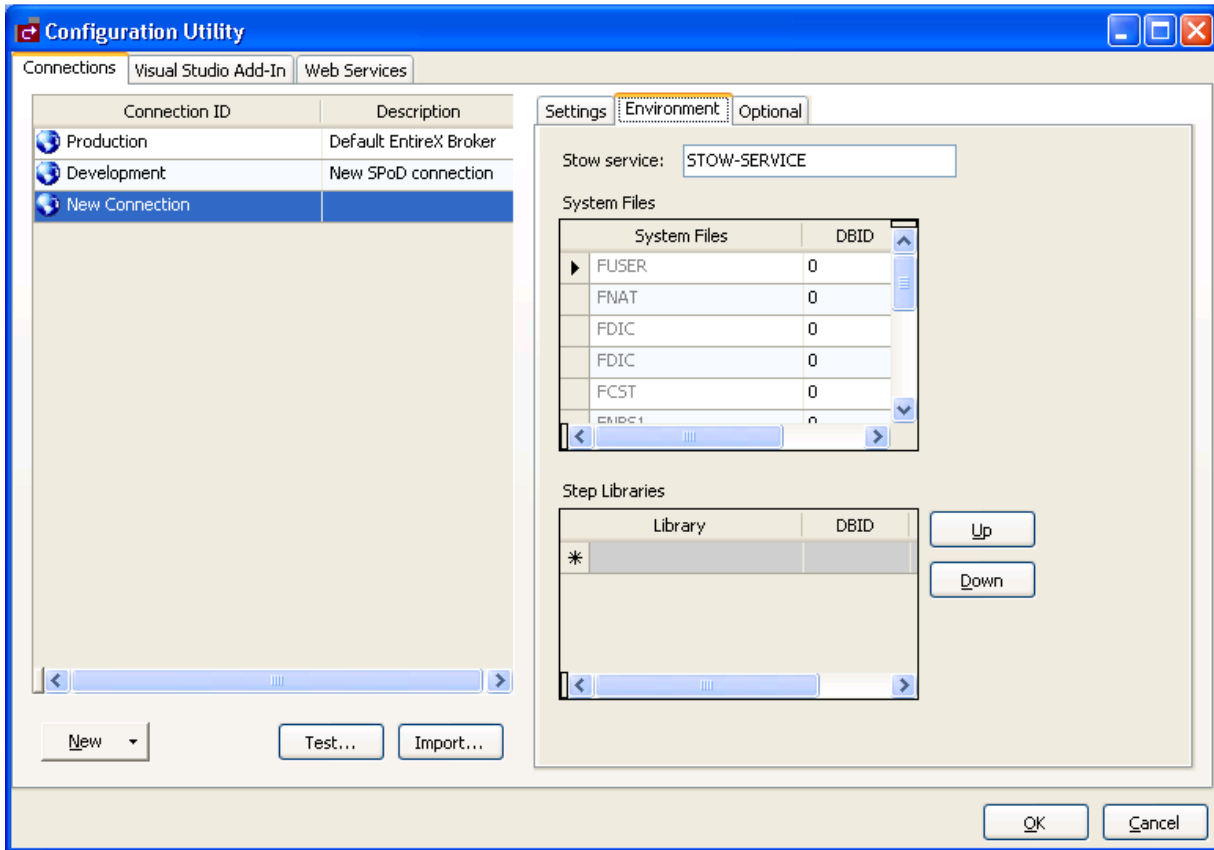 Configuration Utility
Connections Visual Studio Add-In Web Services
Connection ID Description
Production Default EntireX Broker
Development New SPoD connection
New Connection
New Test... Import...
Settings Environment Optional
Stow service: STOW-SERVICE
System Files
System Files DBID
FUSER 0
FNAT 0
FDIC 0
FDIC 0
FCST 0
0
Step Libraries
Library DBID
Up
Down
OK Cancel